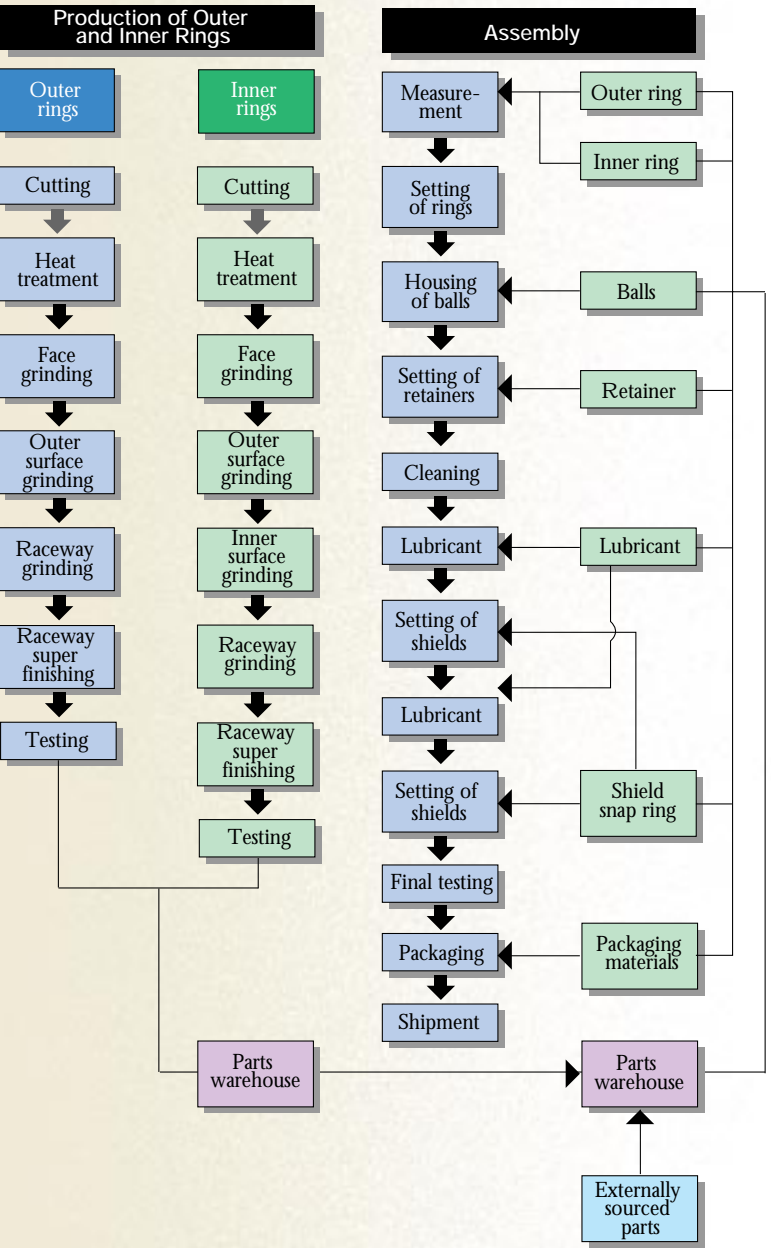 Production of Outer
and Inner Rings
Outer
rings
Cutting
Heat
treatment
Face
grinding
Outer
surface
grinding
Raceway
grinding
Raceway
super
finishing
Testing
Inner
rings
Cutting
Heat
treatment
Face
grinding
Outer
surface
grinding
Inner
surface
grinding
Raceway
grinding
Raceway
super
finishing
Testing
Parts
warehouse
Assembly
Measure-
ment
Setting
of rings
Housing
of balls
Setting of
retainers
Cleaning
Lubricant
Setting of
shields
Lubricant
Setting of
shields
Final testing
Packaging
Shipment
Outer ring
Inner ring
Balls
Retainer
Lubricant
Shield
snap ring
Packaging
materials
Parts
warehouse
Externally
sourced
parts